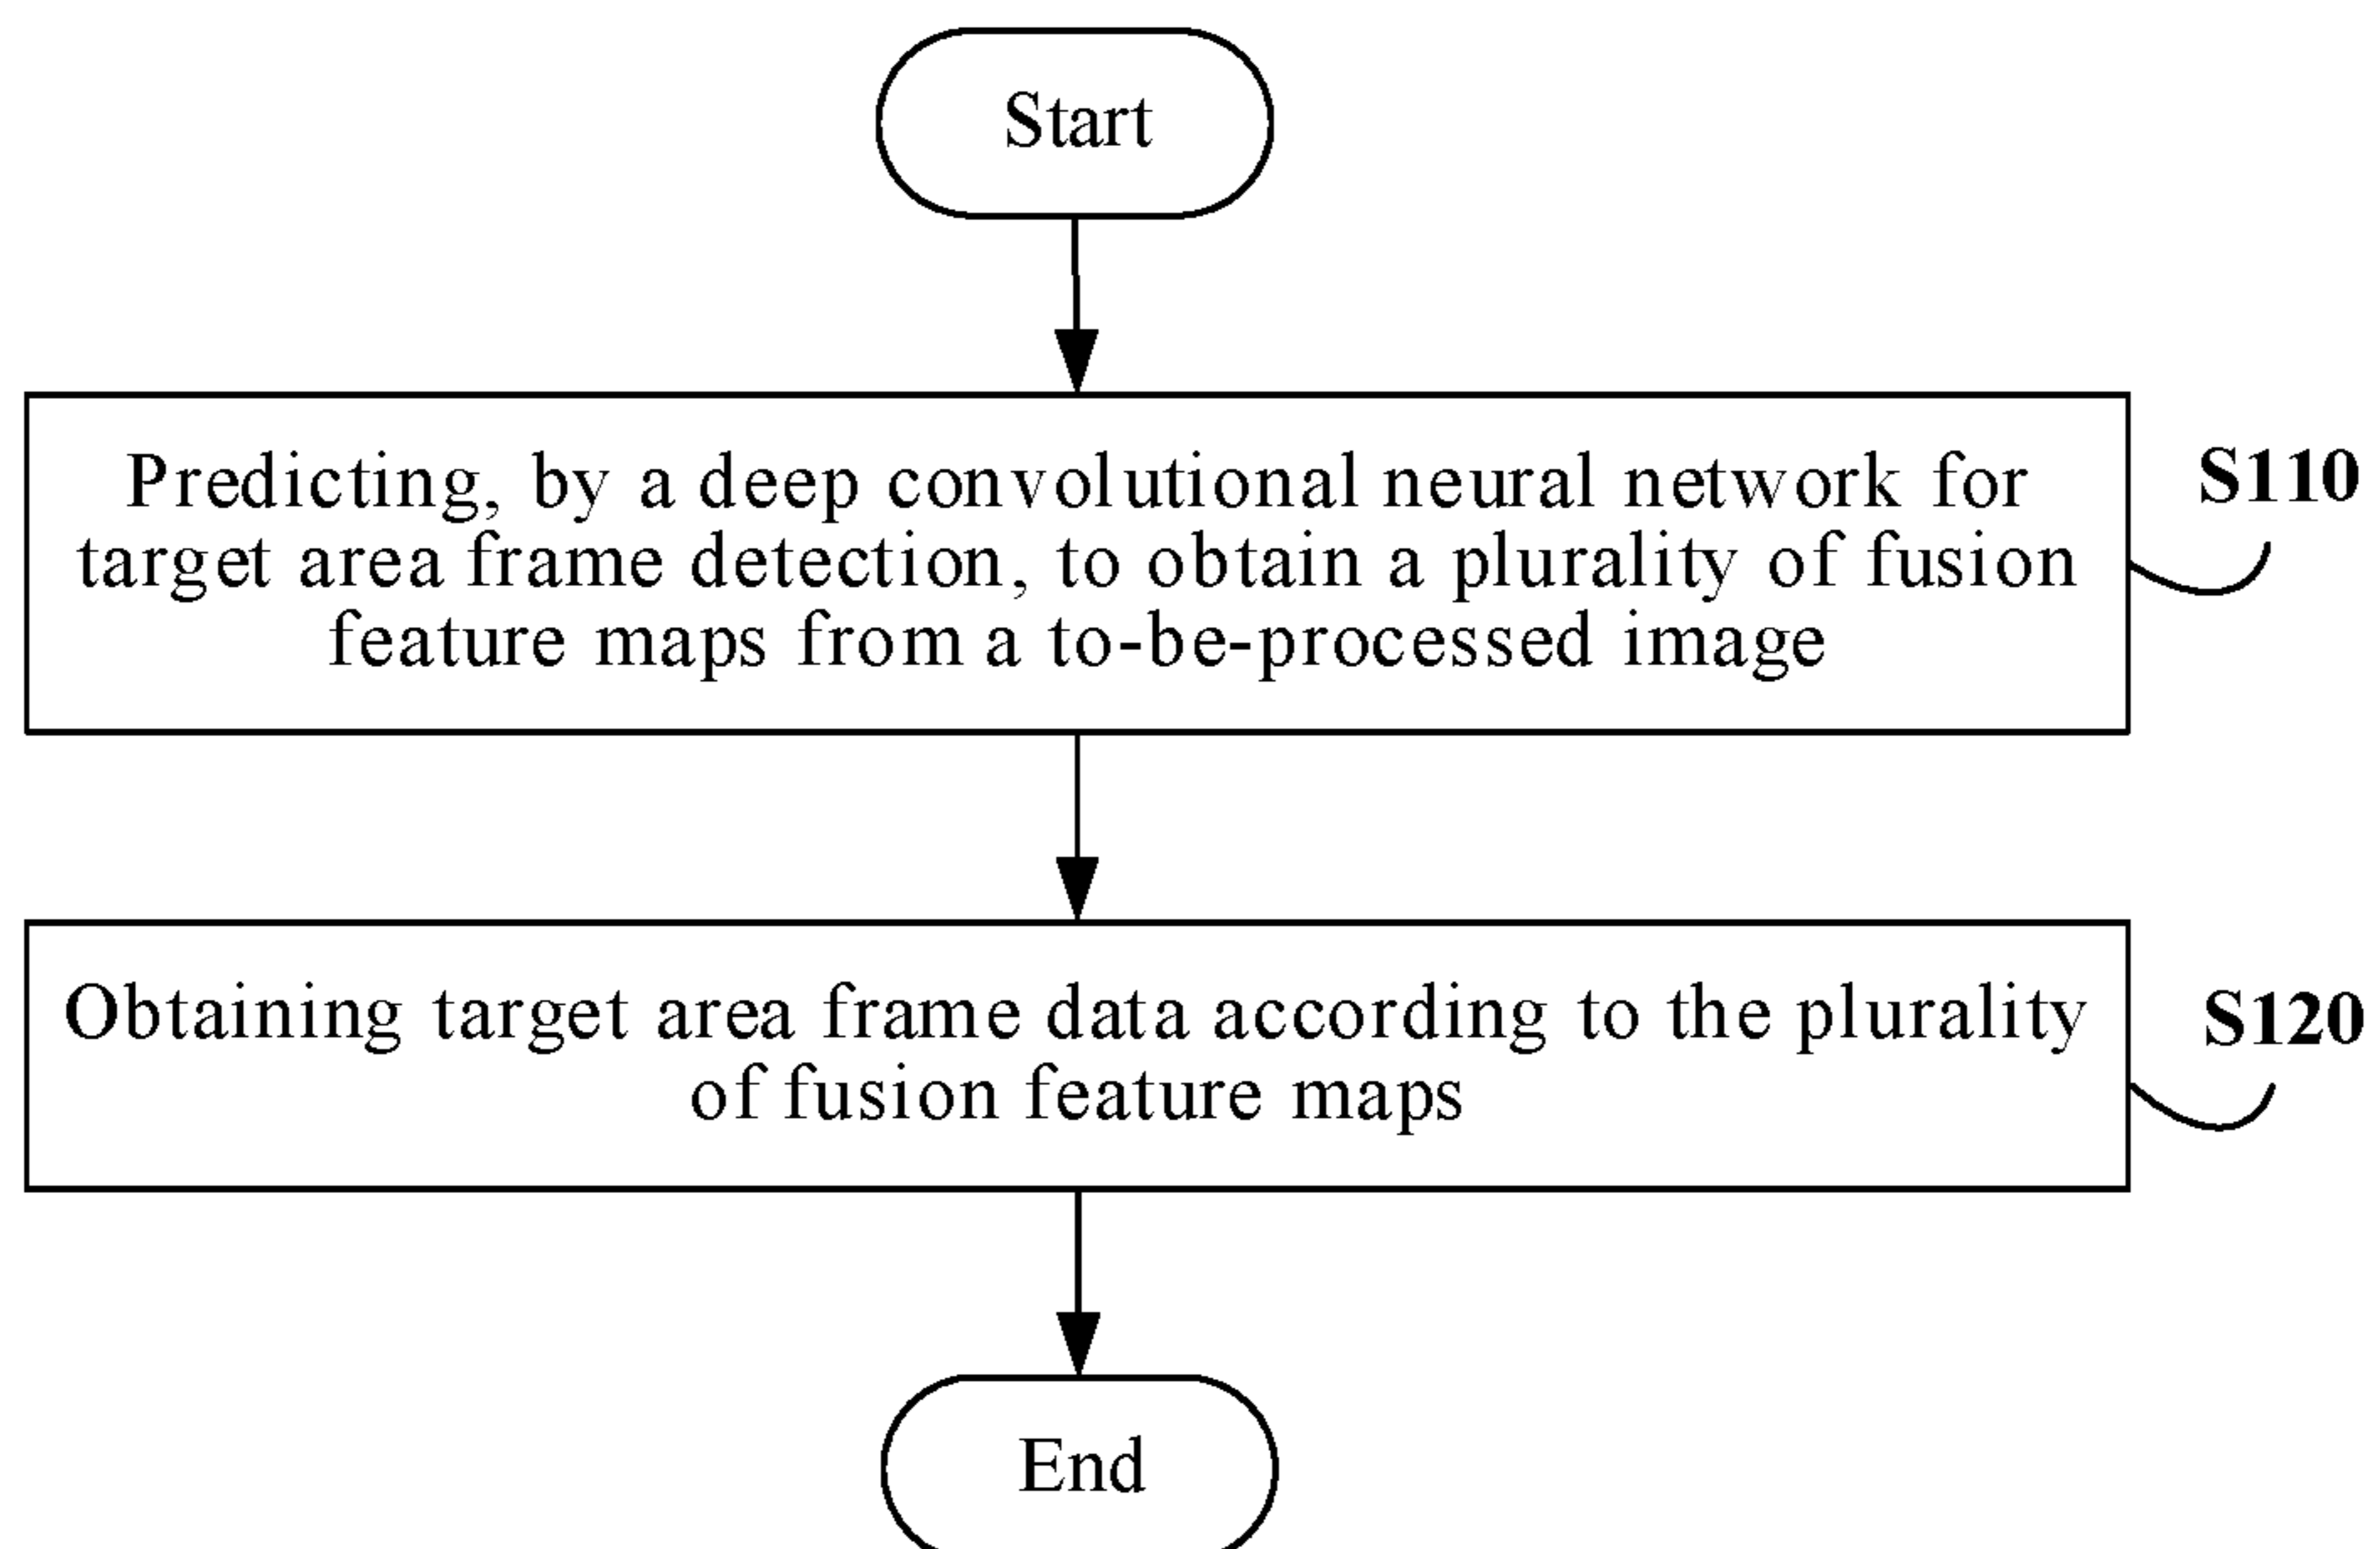 Start
Predicting, by a deep convolutional neural network for
target area frame detection, to obtain a plurality of fusion
feature maps from a to-be-processed image
S110
Obtaining target area frame data according to the plurality
of fusion feature maps
S120
End